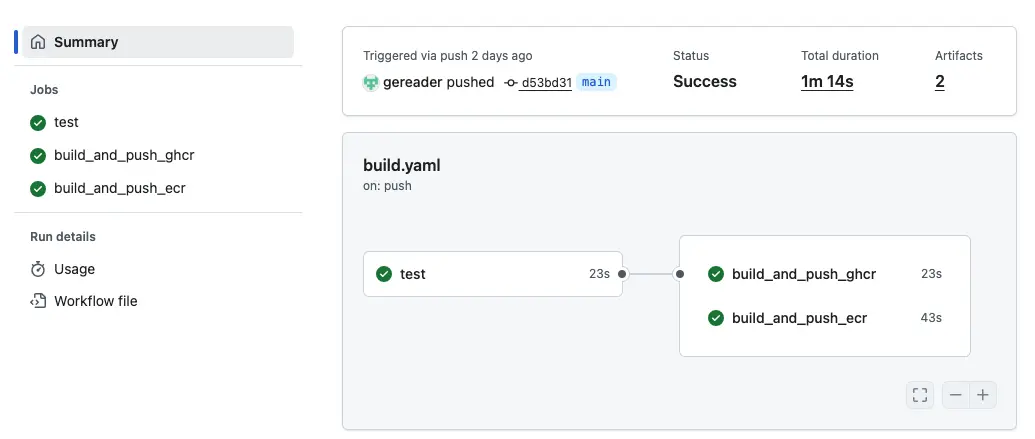 Summary
Jobs
test
build_and_push_ghcr
build_and_push_ecr
Run details
Usage
Workflow file
Triggered via push 2 days ago
gereader pushed d53bd31 main
Status
Success
Total duration
1m 14s
Artifacts
2
build.yaml
on: push
test 23s
build_and_push_ghcr 23s
build_and_push_ecr 43s